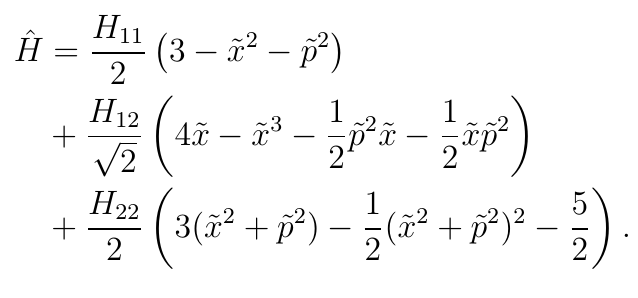 \hat{H} = \frac{H_{11}}{2} \left( 3 - \tilde{x}^2 - \tilde{p}^2 \right)
+ \frac{H_{12}}{\sqrt{2}} \left( 4\tilde{x} - \tilde{x}^3 - \frac{1}{2} \tilde{p}^2 \tilde{x} - \frac{1}{2} \tilde{x} \tilde{p}^2 \right)
+ \frac{H_{22}}{2} \left( 3(\tilde{x}^2 + \tilde{p}^2) - \frac{1}{2} (\tilde{x}^2 + \tilde{p}^2)^2 - \frac{5}{2} \right).